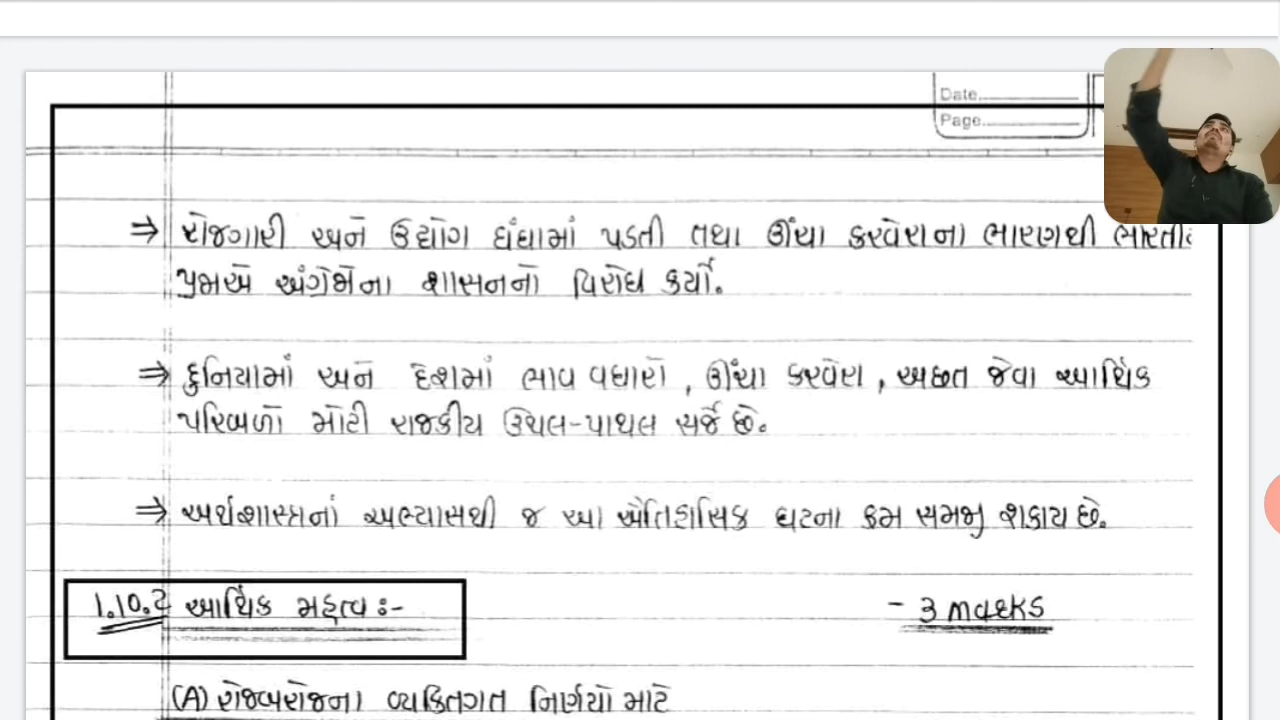 Date
Page
⇒ રોજગારી અને ઉદ્યોગ ધંધામાં પડતી તથા ઊંચા કરવેરાના ભારણથી
પ્રજાએ અંગ્રેજોના શાસનનો વિરોધ કર્યો.
⇒ દુનિયામાં અને દેશમાં ભાવ વધારો, ઊંચા કરવેરા, અછત જેવા આર્થિક
પરિબળો મોટી રાજકીય ઉથલ-પાથલ સર્જે છે.
⇒ અર્થશાસ્ત્રનાં અભ્યાસથી જ આ ઐતિહાસિક ઘટના ક્રમ સમજી શકાય છે.
1.10.2 આર્થિક મહત્વ :- - 3 marks
(A) રોજબરોજના વ્યક્તિગત નિર્ણયો માટે